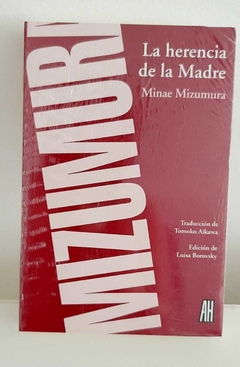 MIZUMURA
La herencia
de la Madre
Minae Mizumura
Traducción de
Tomoko Aikawa
Edición de
Luisa Borovsky
AH